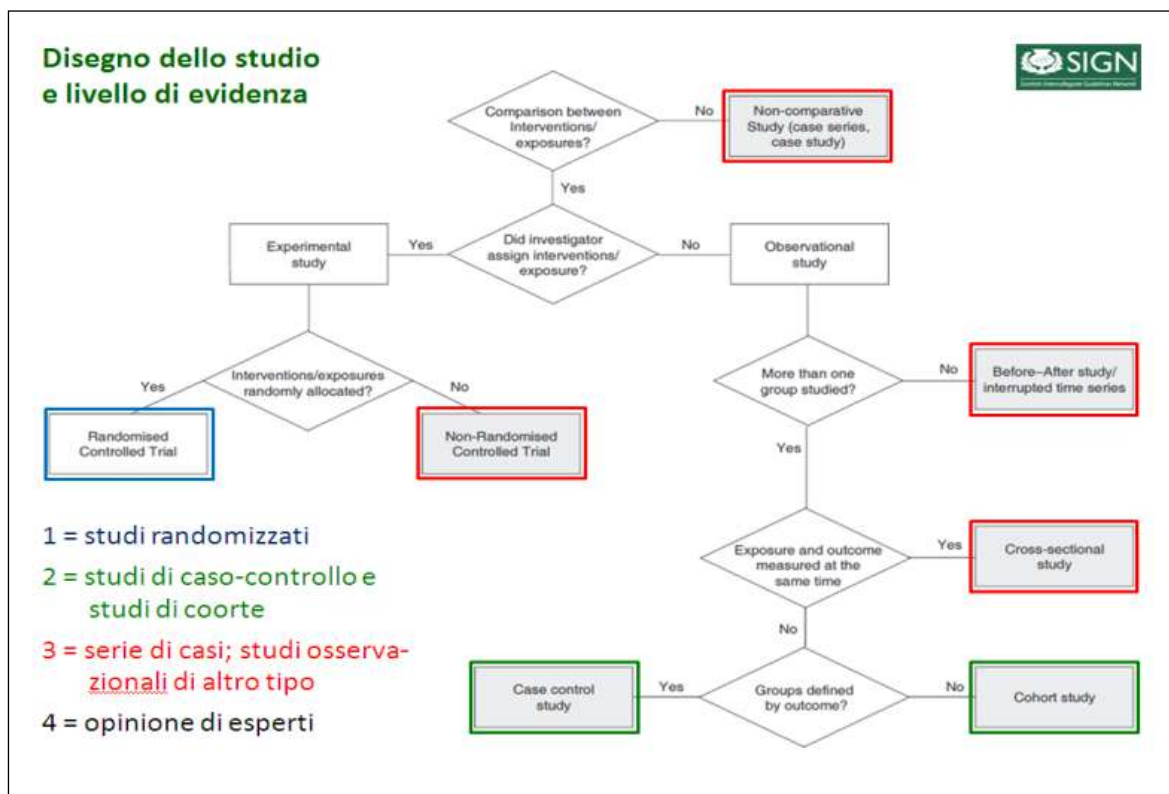 Disegno dello studio
e livello di evidenza
SIGN
Comparison between
Interventions/
exposures?
No
Non-comparative
Study (case series,
case study)
Yes
Experimental
study
Yes
Did investigator
assign interventions/
exposure?
No
Observational
study
Yes
Interventions/exposures
randomly allocated?
No
More than one
group studied?
No
Before–After study/
interrupted time series
Randomised
Controlled Trial
Non-Randomised
Controlled Trial
Yes
1 = studi randomizzati
2 = studi di caso-controllo e
studi di coorte
3 = serie di casi; studi osserva-
zionali di altro tipo
4 = opinione di esperti
Exposure and outcome
measured at the
same time
Yes
Cross-sectional
study
No
Case control
study
Yes
Groups defined
by outcome?
No
Cohort study